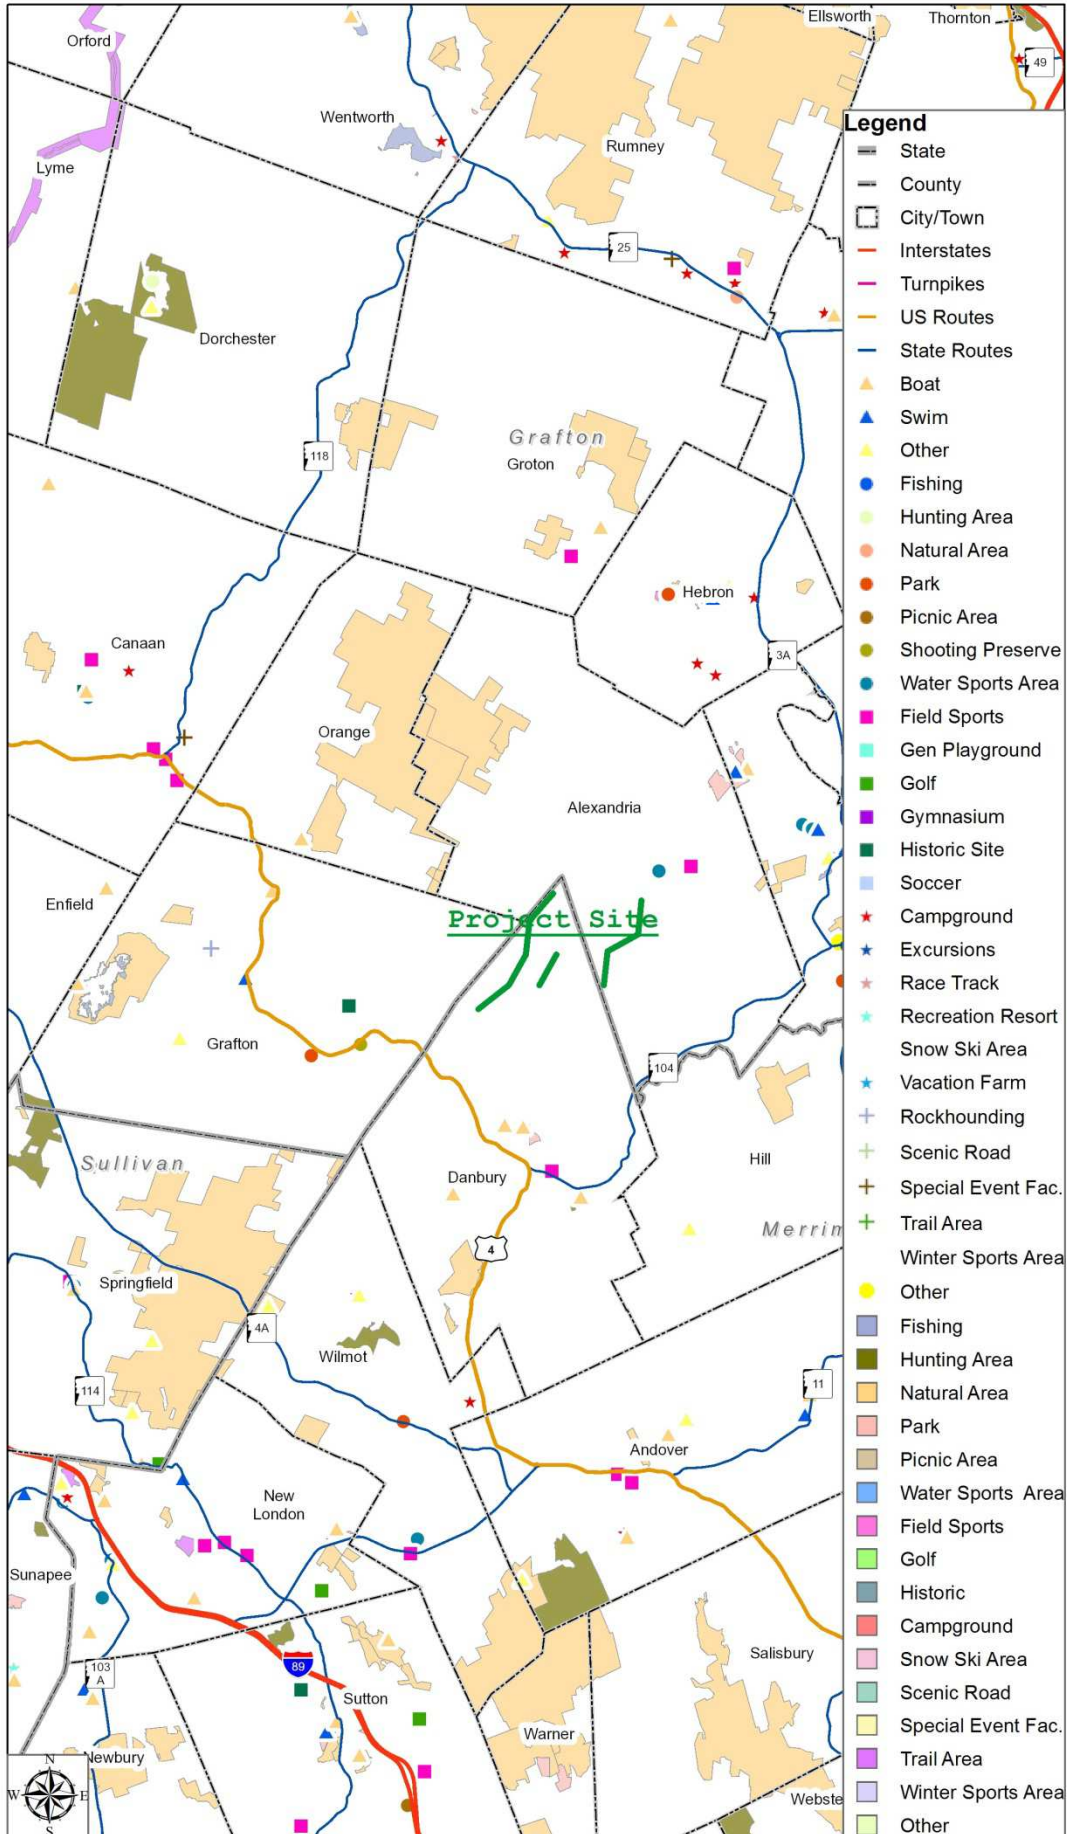 Orford
Ellsworth
Thornton
49
Wentworth
Rumney
Lyme
25
Dorchester
118
Grafton
Groton
Hebron
Canaan
3A
Orange
Alexandria
Enfield
Project Site
Grafton
104
Sullivan
Hill
Danbury
Merrim
4
Springfield
4A
Wilmot
114
11
Andover
New
London
Sunapee
Salisbury
103
A
89
Sutton
Warner
Newbury
Webste
N
W
E
S
Legend
State
County
City/Town
Interstates
Turnpikes
US Routes
State Routes
Boat
Swim
Other
Fishing
Hunting Area
Natural Area
Park
Picnic Area
Shooting Preserve
Water Sports Area
Field Sports
Gen Playground
Golf
Gymnasium
Historic Site
Soccer
Campground
Excursions
Race Track
Recreation Resort
Snow Ski Area
Vacation Farm
Rockhounding
Scenic Road
Special Event Fac.
Trail Area
Winter Sports Area
Other
Fishing
Hunting Area
Natural Area
Park
Picnic Area
Water Sports Area
Field Sports
Golf
Historic
Campground
Snow Ski Area
Scenic Road
Special Event Fac.
Trail Area
Winter Sports Area
Other